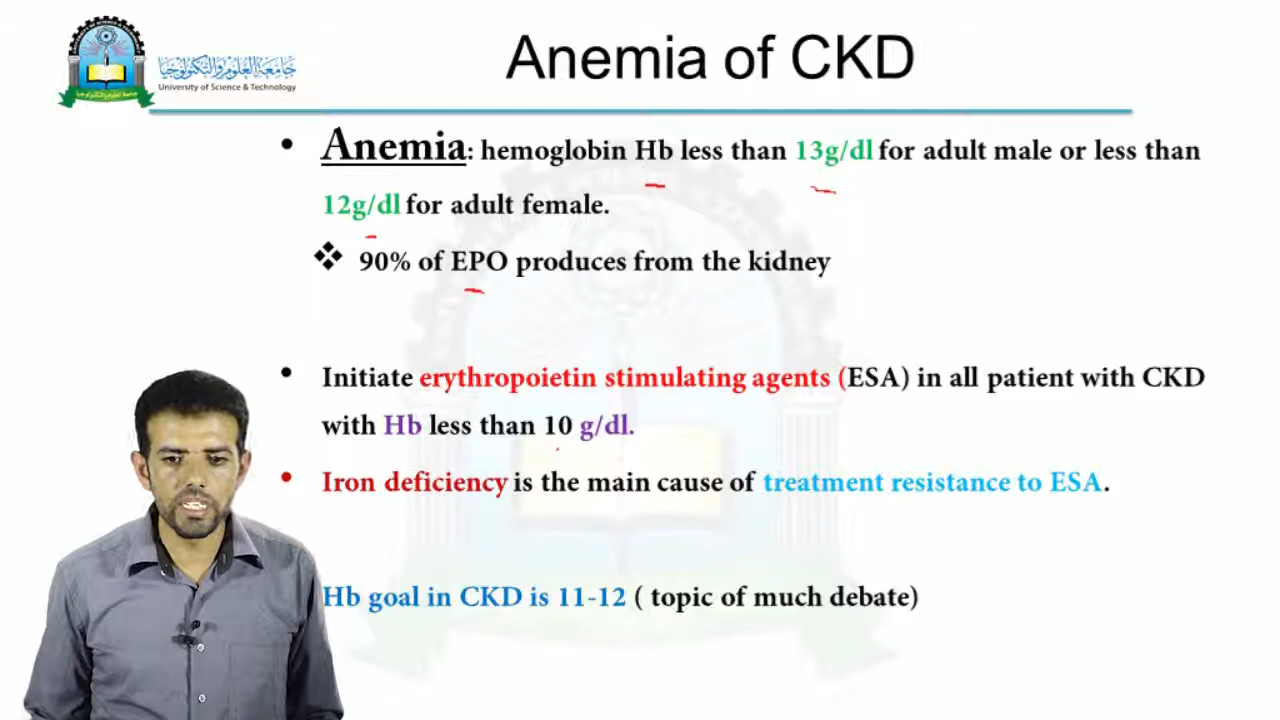 Anemia of CKD
جامعة العلوم والتكنولوجيا
University of Science & Technology
• Anemia: hemoglobin Hb less than 13g/dl for adult male or less than
12g/dl for adult female.
❖ 90% of EPO produces from the kidney
• Initiate erythropoietin stimulating agents (ESA) in all patient with CKD
with Hb less than 10 g/dl.
• Iron deficiency is the main cause of treatment resistance to ESA.
Hb goal in CKD is 11-12 ( topic of much debate)